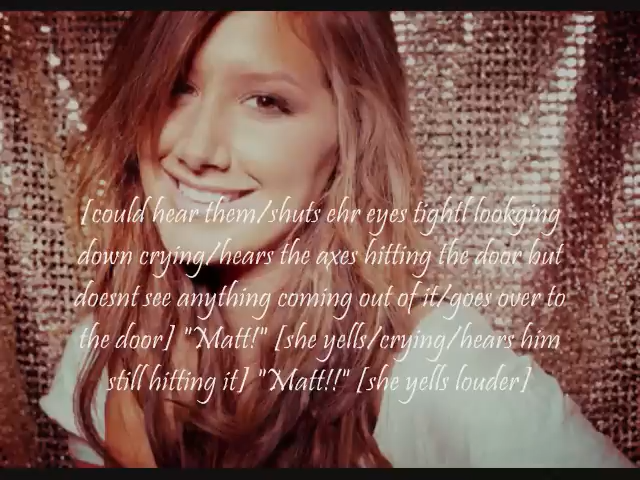 [could hear them/shuts ehr eyes tightl lookging
down crying/hears the axes hitting the door but
doesnt see anything coming out of it/goes over to
the door] "Matt!" [she yells/crying/hears him
still hitting it] "Matt!!" [she yells louder]